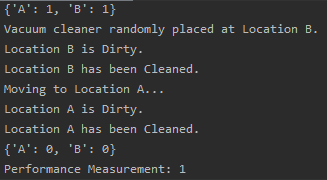 {'A': 1, 'B': 1}
Vacuum cleaner randomly placed at Location B.
Location B is Dirty.
Location B has been Cleaned.
Moving to Location A...
Location A is Dirty.
Location A has been Cleaned.
{'A': 0, 'B': 0}
Performance Measurement: 1